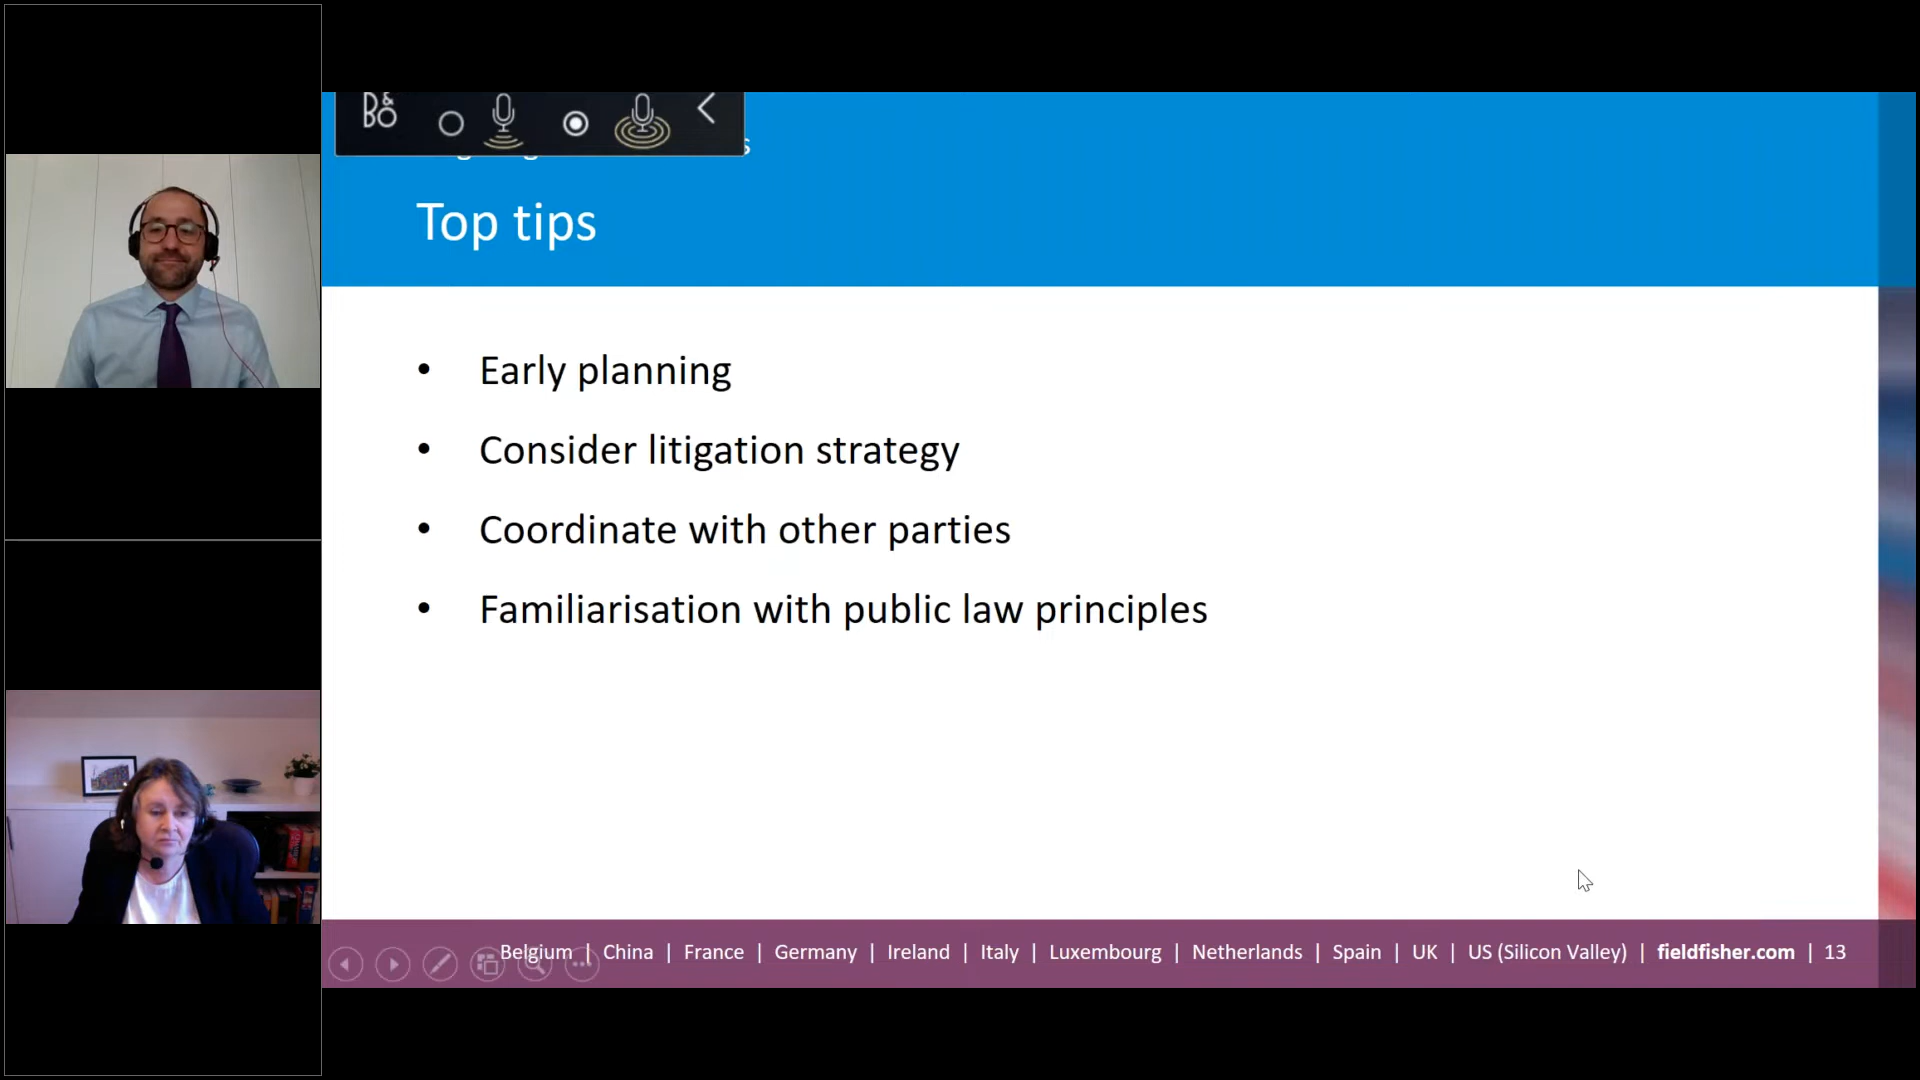 B&O
Top tips
• Early planning
• Consider litigation strategy
• Coordinate with other parties
• Familiarisation with public law principles
Belgium | China | France | Germany | Ireland | Italy | Luxembourg | Netherlands | Spain | UK | US (Silicon Valley) | fieldfisher.com | 13